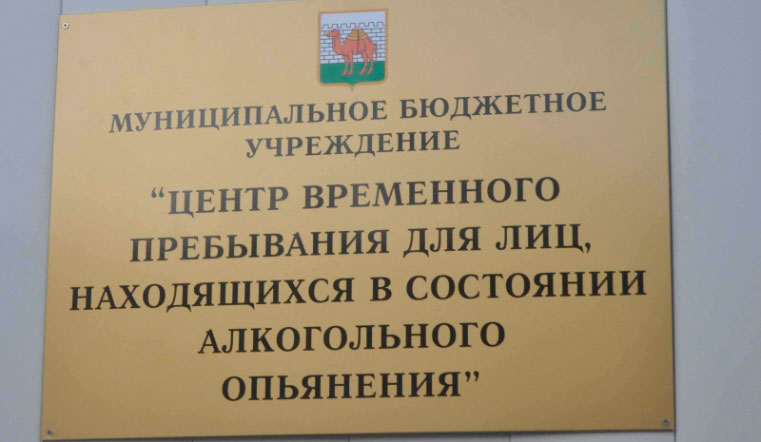 МУНИЦИПАЛЬНОЕ БЮДЖЕТНОЕ
УЧРЕЖДЕНИЕ
“ЦЕНТР ВРЕМЕННОГО
ПРЕБЫВАНИЯ ДЛЯ ЛИЦ,
НАХОДЯЩИХСЯ В СОСТОЯНИИ
АЛКОГОЛЬНОГО
ОПЬЯНЕНИЯ”